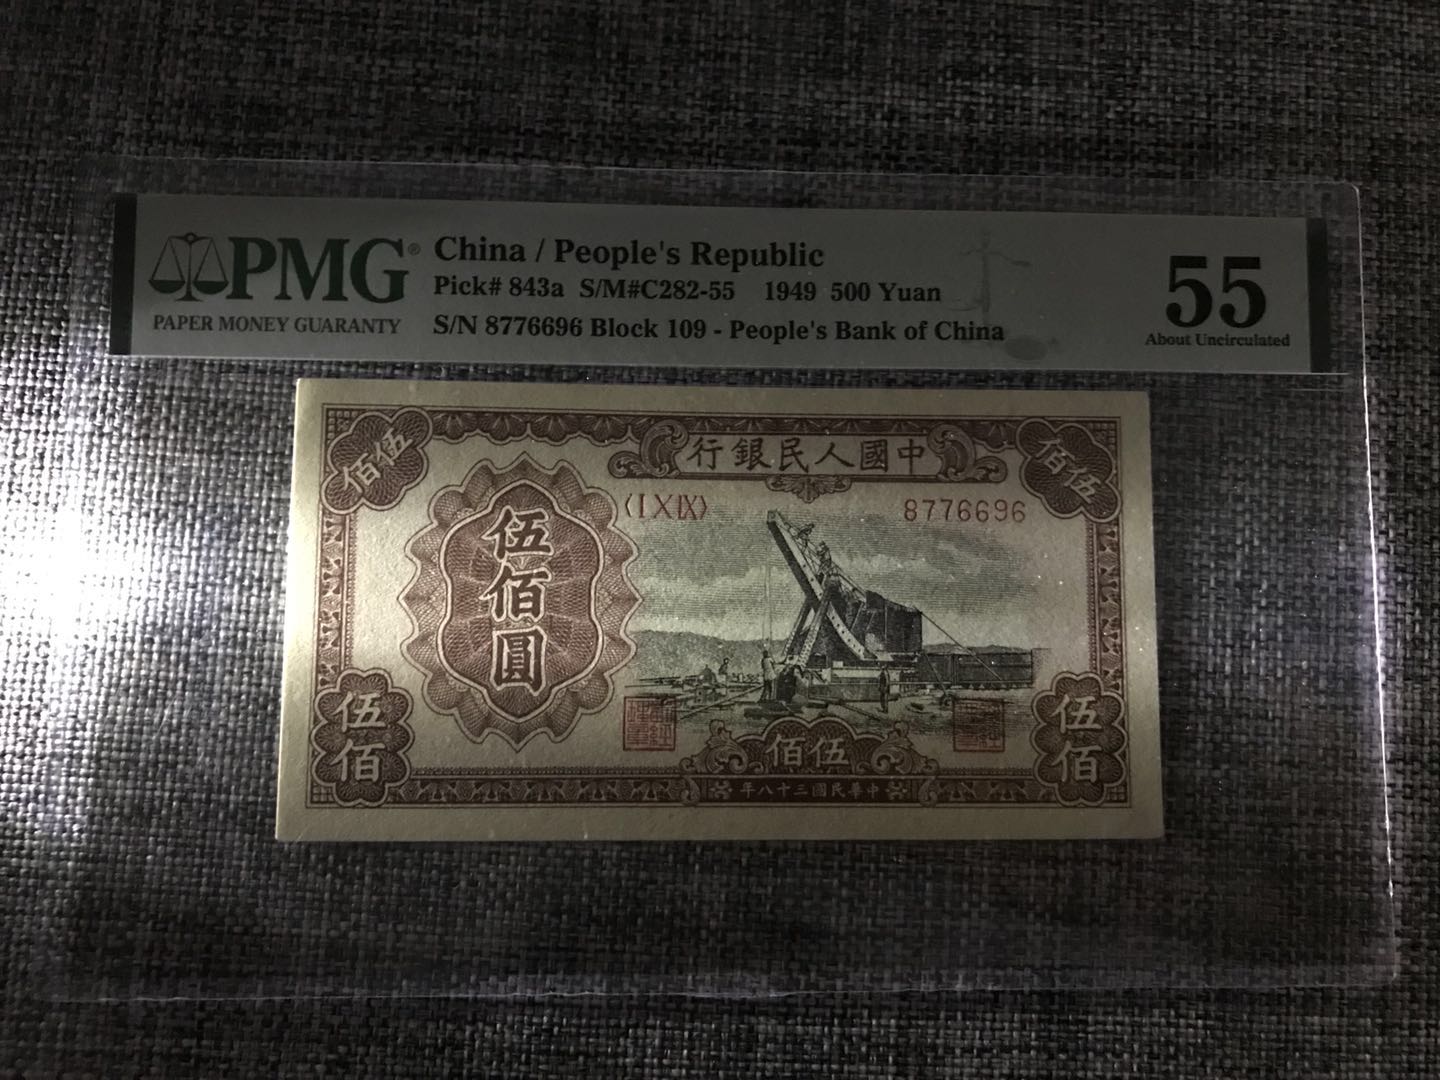 PMG®
PAPER MONEY GUARANTY
China / People's Republic
Pick# 843a S/M#C282-55 1949 500 Yuan
S/N 8776696 Block 109 - People's Bank of China
55
About Uncirculated
行銀民人國中
佰伍
佰伍
〈I X IX〉
8776696
伍佰圓
伍佰
佰伍
伍佰
年八十三國民華中